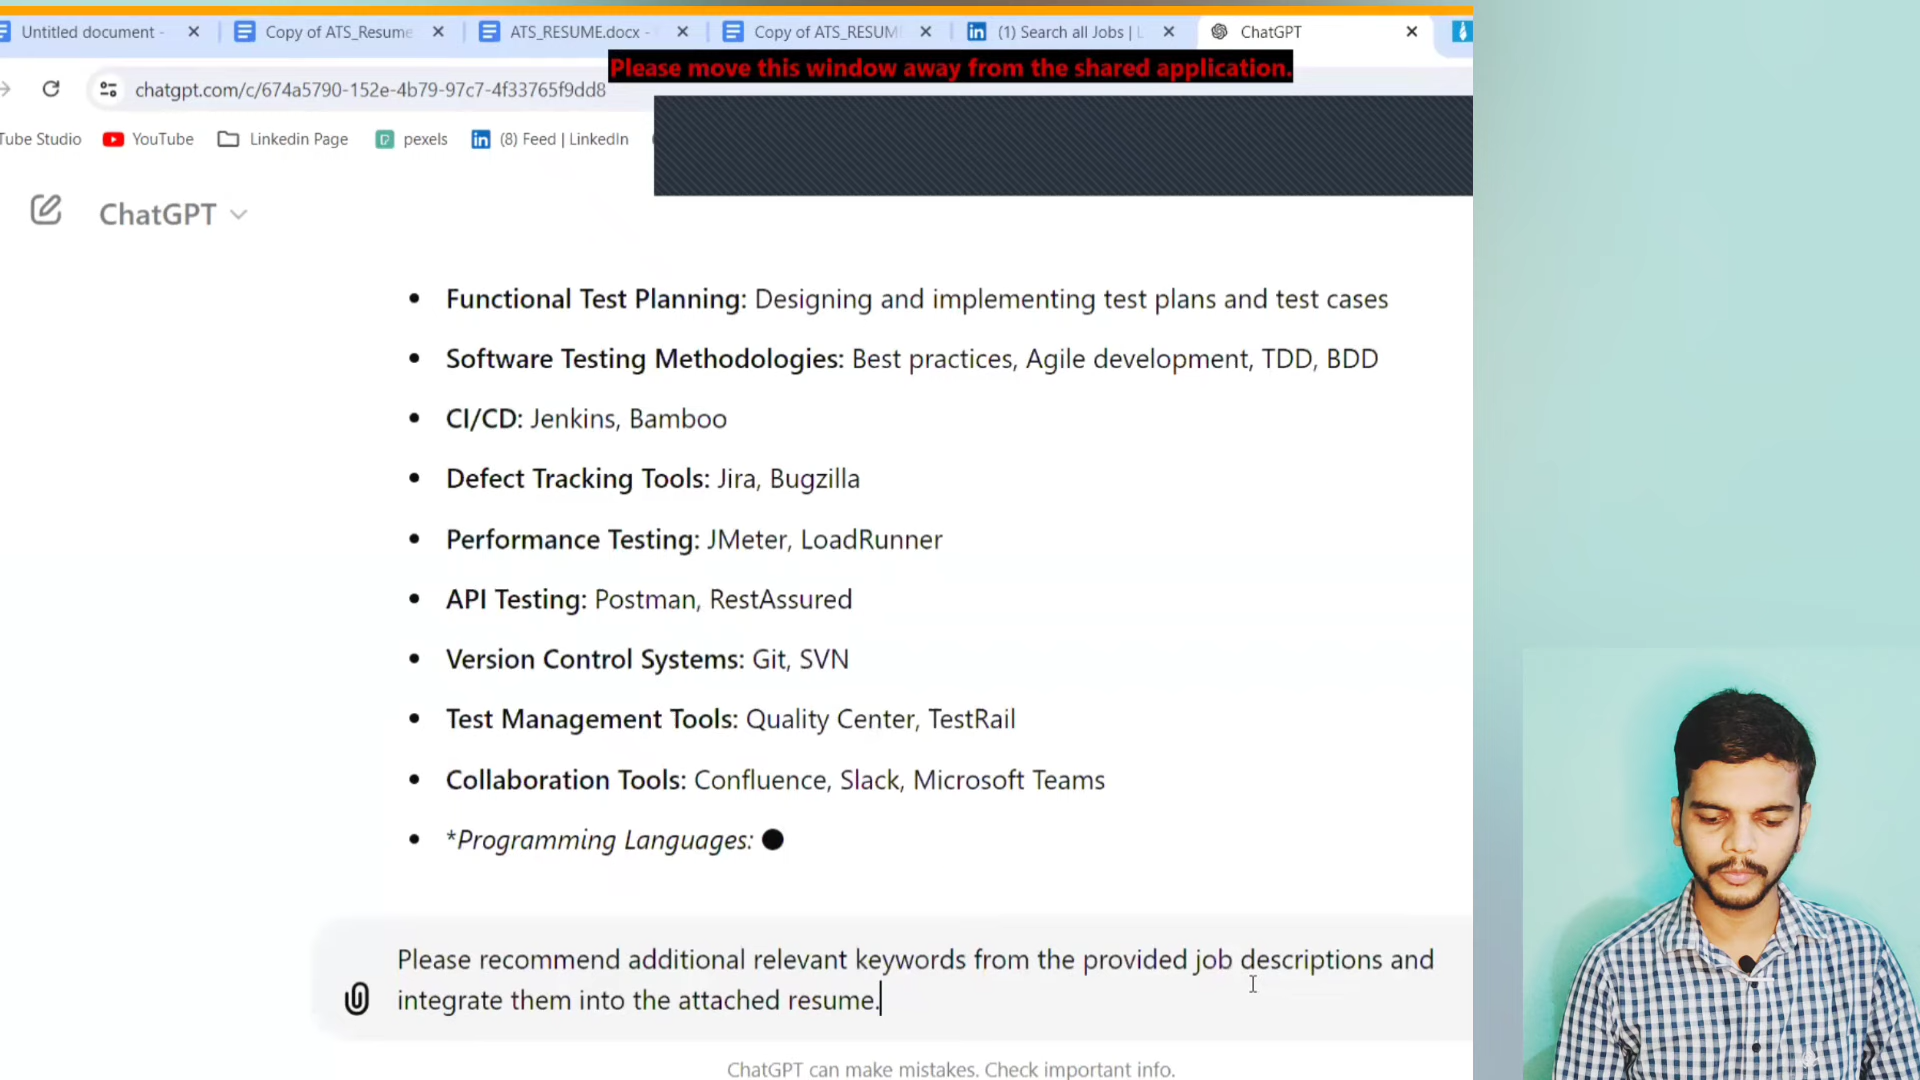 Untitled document -
Copy of ATS_Resume
ATS_RESUME.docx -
Copy of ATS_RESUM
(1) Search all Jobs | L
ChatGPT
Please move this window away from the shared application.
chatgpt.com/c/674a5790-152e-4b79-97c7-4f33765f9dd8
Tube Studio
YouTube
Linkedin Page
pexels
(8) Feed | LinkedIn
ChatGPT
• Functional Test Planning: Designing and implementing test plans and test cases
• Software Testing Methodologies: Best practices, Agile development, TDD, BDD
• CI/CD: Jenkins, Bamboo
• Defect Tracking Tools: Jira, Bugzilla
• Performance Testing: JMeter, LoadRunner
• API Testing: Postman, RestAssured
• Version Control Systems: Git, SVN
• Test Management Tools: Quality Center, TestRail
• Collaboration Tools: Confluence, Slack, Microsoft Teams
• *Programming Languages:
Please recommend additional relevant keywords from the provided job descriptions and
integrate them into the attached resume.
ChatGPT can make mistakes. Check important info.